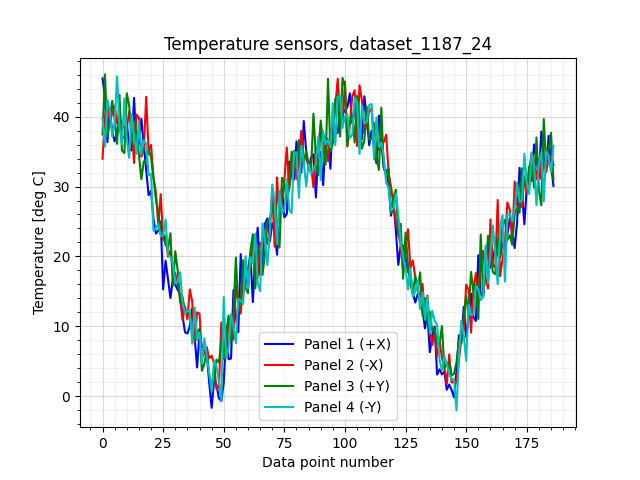 Temperature sensors, dataset_1187_24
40
30
20
10
0
Temperature [deg C]
Panel 1 (+X)
Panel 2 (-X)
Panel 3 (+Y)
Panel 4 (-Y)
0 25 50 75 100 125 150 175
Data point number